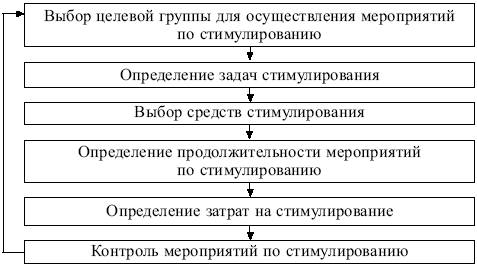 Выбор целевой группы для осуществления мероприятий
по стимулированию
Определение задач стимулирования
Выбор средств стимулирования
Определение продолжительности мероприятий
по стимулированию
Определение затрат на стимулирование
Контроль мероприятий по стимулированию